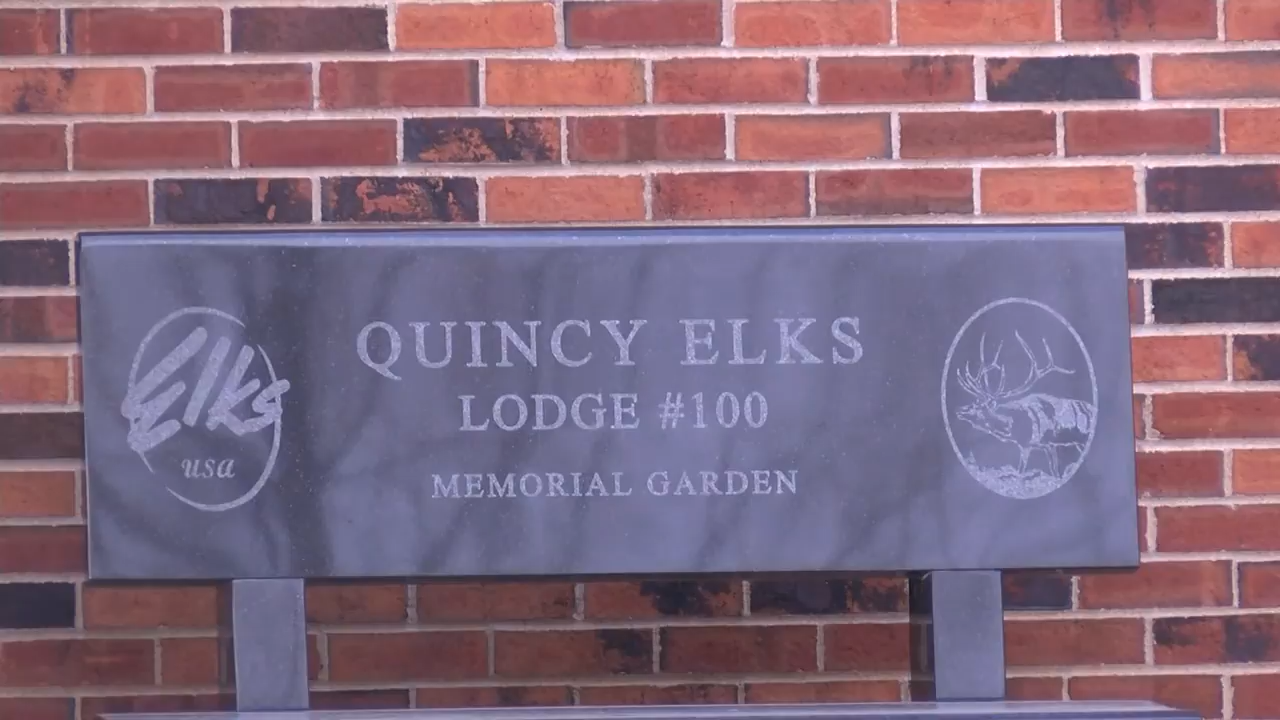 Elks
usa
QUINCY ELKS
LODGE #100
MEMORIAL GARDEN